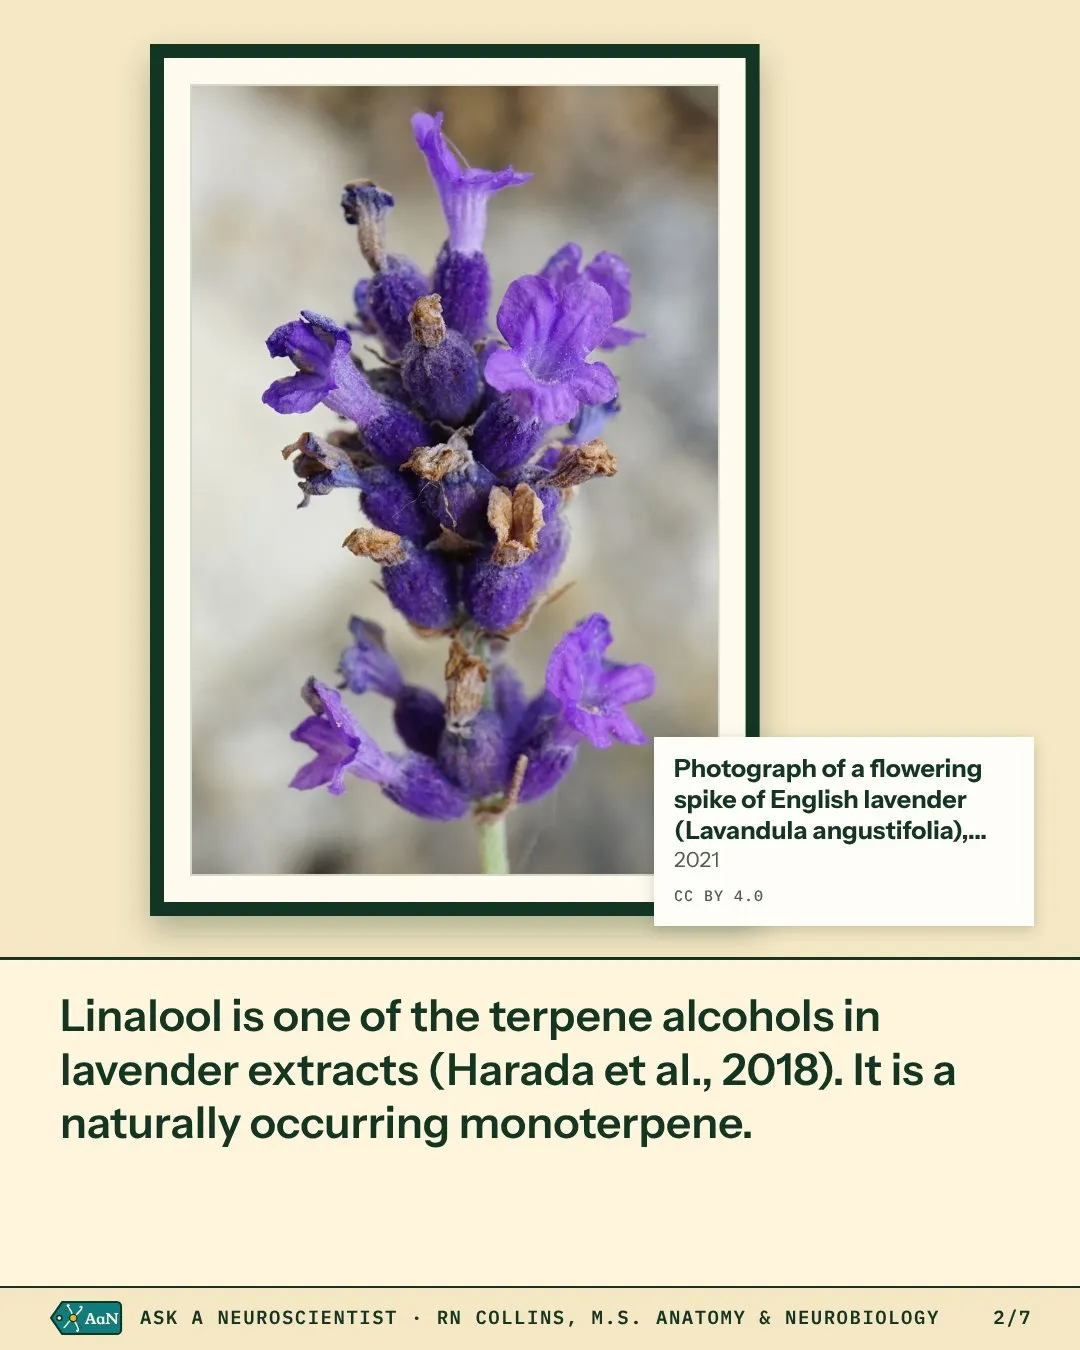 Photograph of a flowering
spike of English lavender
(Lavandula angustifolia),...
2021
CC BY 4.0
Linalool is one of the terpene alcohols in
lavender extracts (Harada et al., 2018). It is a
naturally occurring monoterpene.
AaN ASK A NEUROSCIENTIST · RN COLLINS, M.S. ANATOMY & NEUROBIOLOGY 2/7